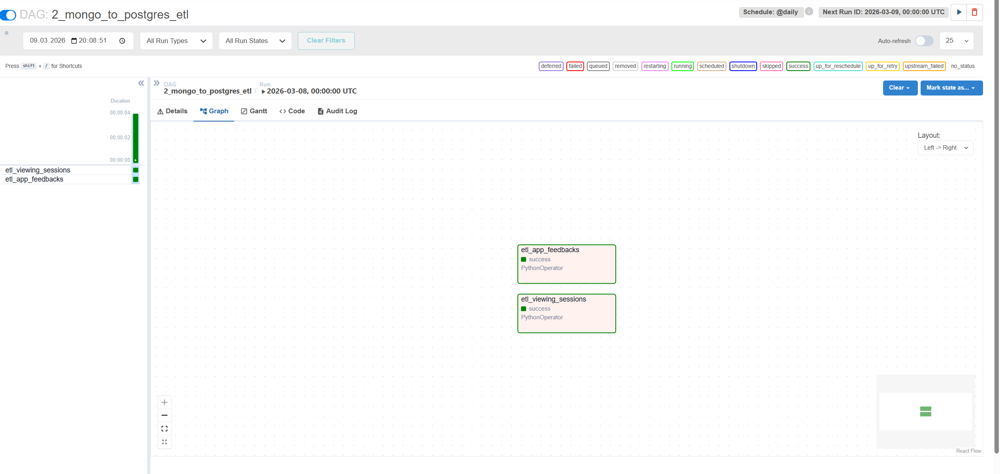 DAG: 2_mongo_to_postgres_etl
Schedule: @daily
Next Run ID: 2026-03-09, 00:00:00 UTC
09.03.2026 20:08:51
All Run Types
All Run States
Clear Filters
Auto-refresh
25
Press shift + / for Shortcuts
deferred failed queued removed restarting running scheduled shutdown skipped success up_for_reschedule up_for_retry upstream_failed no_status
DAG
2_mongo_to_postgres_etl /
Run
2026-03-08, 00:00:00 UTC
Clear
Mark state as...
Duration
00:00:04
00:00:02
00:00:00
etl_viewing_sessions
etl_app_feedbacks
Details
Graph
Gantt
Code
Audit Log
Layout:
Left -> Right
etl_app_feedbacks
success
PythonOperator
etl_viewing_sessions
success
PythonOperator
React Flow